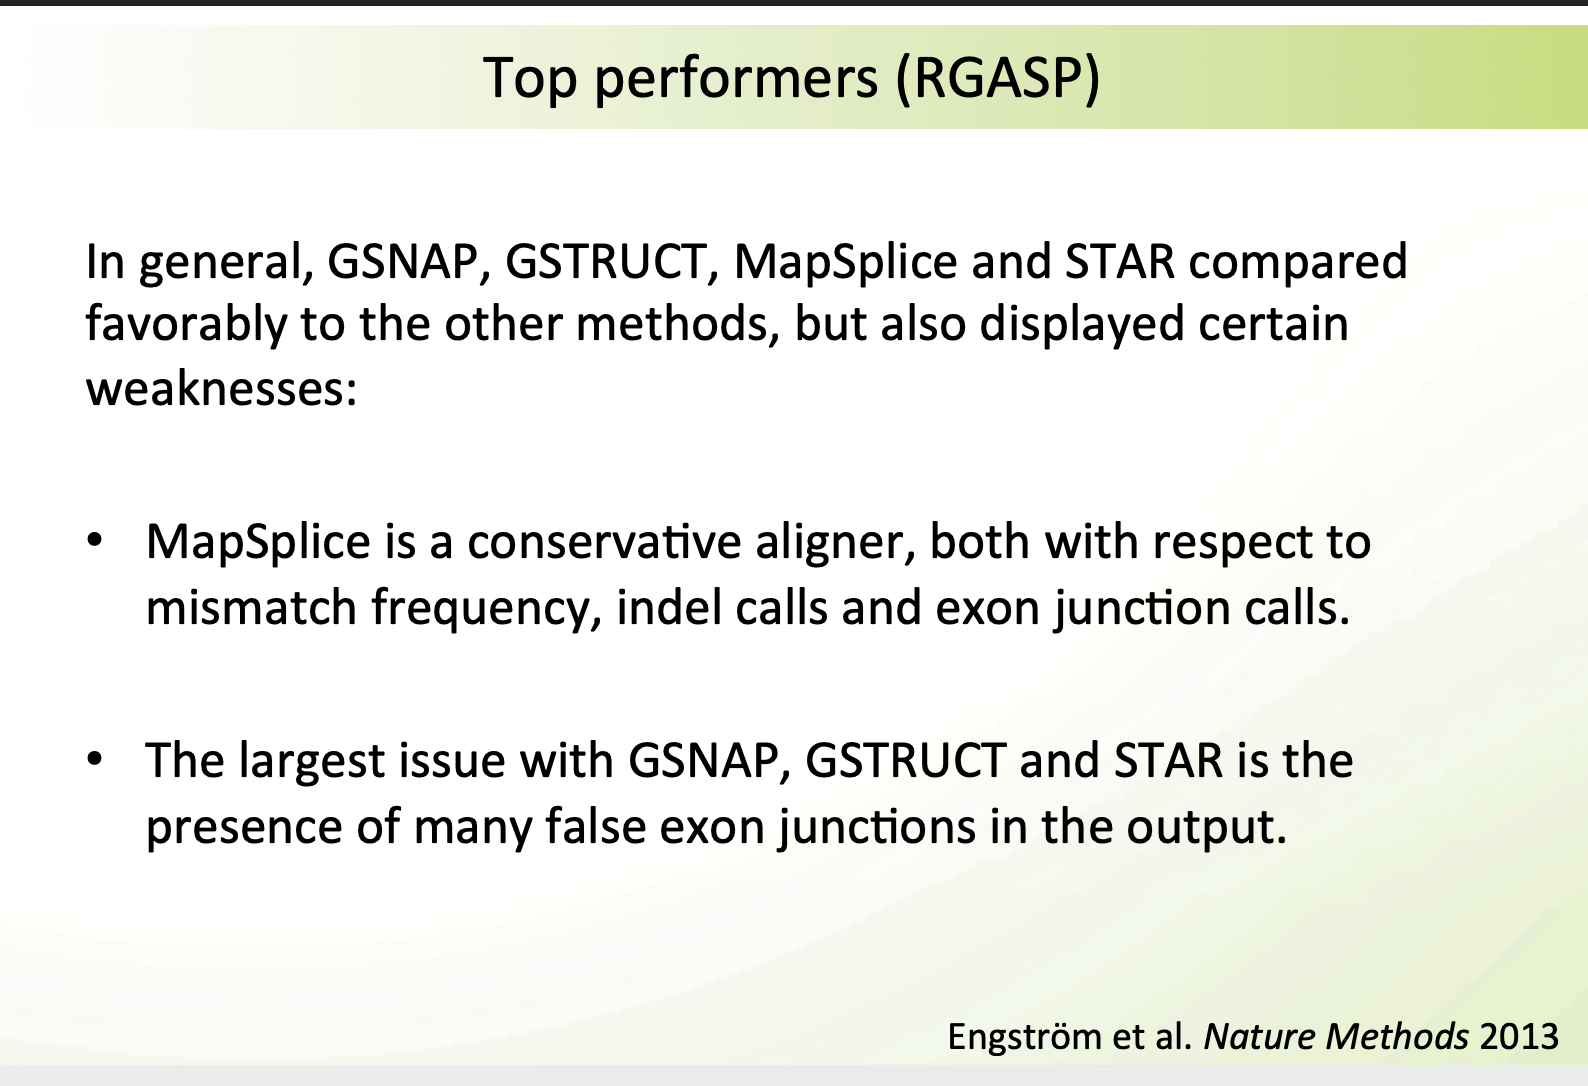 Top performers (RGASP)
In general, GSNAP, GSTRUCT, MapSplice and STAR compared
favorably to the other methods, but also displayed certain
weaknesses:
• MapSplice is a conservative aligner, both with respect to
mismatch frequency, indel calls and exon junction calls.
• The largest issue with GSNAP, GSTRUCT and STAR is the
presence of many false exon junctions in the output.
Engström et al. Nature Methods 2013